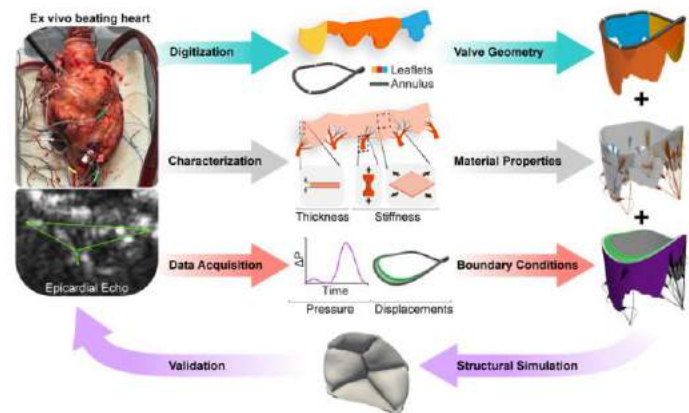 Ex vivo beating heart
Digitization
Leaflets
Annulus
Valve Geometry
+
Characterization
Thickness
Stiffness
Material Properties
+
Epicardial Echo
Data Acquisition
ΔP
Time
Pressure
Displacements
Boundary Conditions
Validation
Structural Simulation